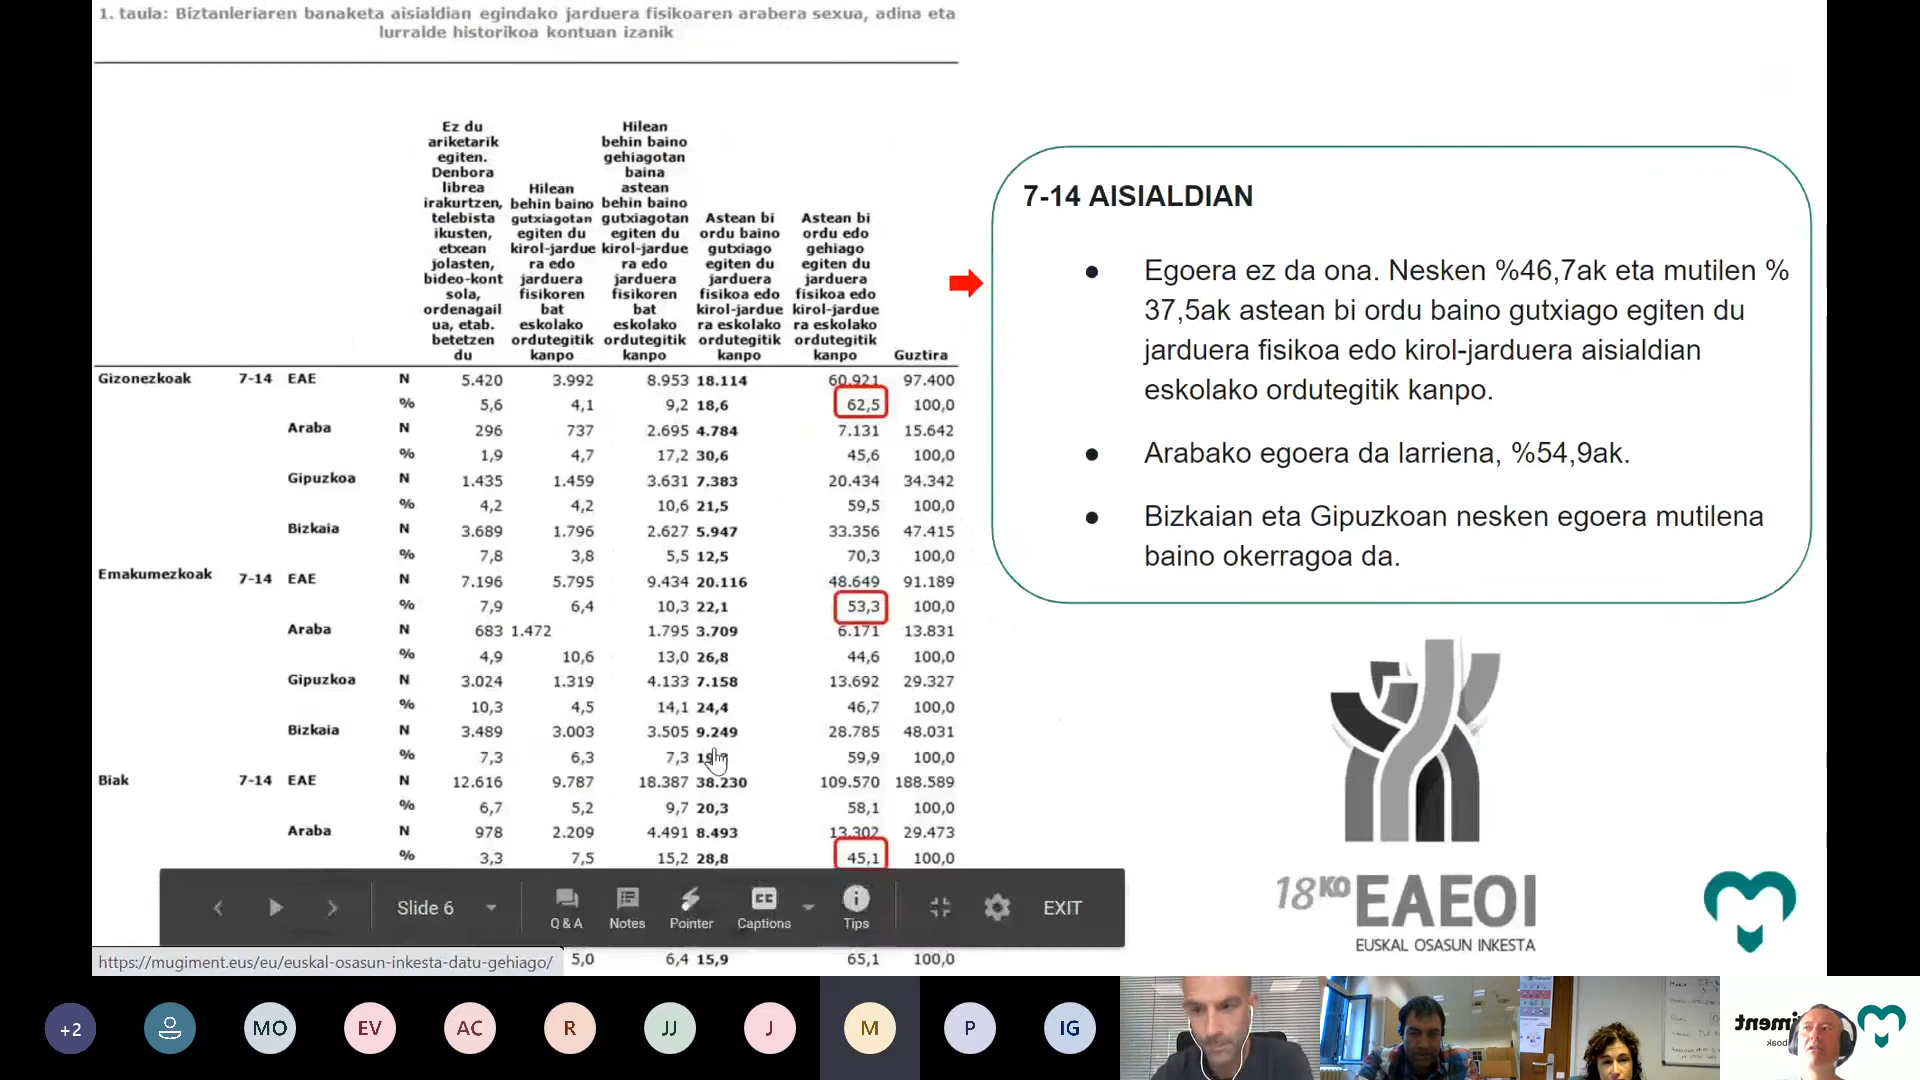 1. taula: Biztanleriaren banaketa aisialdian egindako jarduera fisikoaren arabera sexua, adina eta
lurralde historikoa kontuan izanik
Ez du
ariketarik
egiten.
Denbora
librea
irakurtzen,
telebista
ikusten,
etxean
jolasten,
bideo-kont
sola,
ordenagail
ua, etab.
betetzen
du
Hilean
behin baino
gutxiagotan
egiten du
kirol-jardue
ra edo
jarduera
fisikoren
bat
eskolako
ordutegitik
kanpo
Hilean
behin baino
gehiagotan
baina
astean
behin baino
gutxiagotan
egiten du
kirol-jardue
ra edo
jarduera
fisikoren
bat
eskolako
ordutegitik
kanpo
Astean bi
ordu baino
gutxiago
egiten du
jarduera
fisikoa edo
kirol-jardue
ra eskolako
ordutegitik
kanpo
Astean bi
ordu edo
gehiago
egiten du
jarduera
fisikoa edo
kirol-jardue
ra eskolako
ordutegitik
kanpo
Guztira
Gizonezkoak 7-14 EAE N 5.420 3.992 8.953 18.114 60.921 97.400
% 5,6 4,1 9,2 18,6 62,5 100,0
Araba N 296 737 2.695 4.784 7.131 15.642
% 1,9 4,7 17,2 30,6 45,6 100,0
Gipuzkoa N 1.435 1.459 3.631 7.383 20.434 34.342
% 4,2 4,2 10,6 21,5 59,5 100,0
Bizkaia N 3.689 1.796 2.627 5.947 33.356 47.415
% 7,8 3,8 5,5 12,5 70,3 100,0
Emakumezkoak 7-14 EAE N 7.196 5.795 9.434 20.116 48.649 91.189
% 7,9 6,4 10,3 22,1 53,3 100,0
Araba N 683 1.472 1.795 3.709 6.171 13.831
% 4,9 10,6 13,0 26,8 44,6 100,0
Gipuzkoa N 3.024 1.319 4.133 7.158 13.692 29.327
% 10,3 4,5 14,1 24,4 46,7 100,0
Bizkaia N 3.489 3.003 3.505 9.249 28.785 48.031
% 7,3 6,3 7,3 59,9 100,0
Biak 7-14 EAE N 12.616 9.787 18.387 38.230 109.570 188.589
% 6,7 5,2 9,7 20,3 58,1 100,0
Araba N 978 2.209 4.491 8.493 13.302 29.473
% 3,3 7,5 15,2 28,8 45,1 100,0
5,0 6,4 15,9 65,1 100,0
7-14 AISIALDIAN
● Egoera ez da ona. Nesken %46,7ak eta mutilen %
37,5ak astean bi ordu baino gutxiago egiten du
jarduera fisikoa edo kirol-jarduera aisialdian
eskolako ordutegitik kanpo.
● Arabako egoera da larriena, %54,9ak.
● Bizkaian eta Gipuzkoan nesken egoera mutilena
baino okerragoa da.
18KO EAEOI
EUSKAL OSASUN INKESTA
Slide 6
Q & A
Notes
Pointer
CC
Captions
Tips
EXIT
https://mugiment.eus/eu/euskal-osasun-inkesta-datu-gehiago/
+2
MO
EV
AC
R
JJ
J
M
P
IG